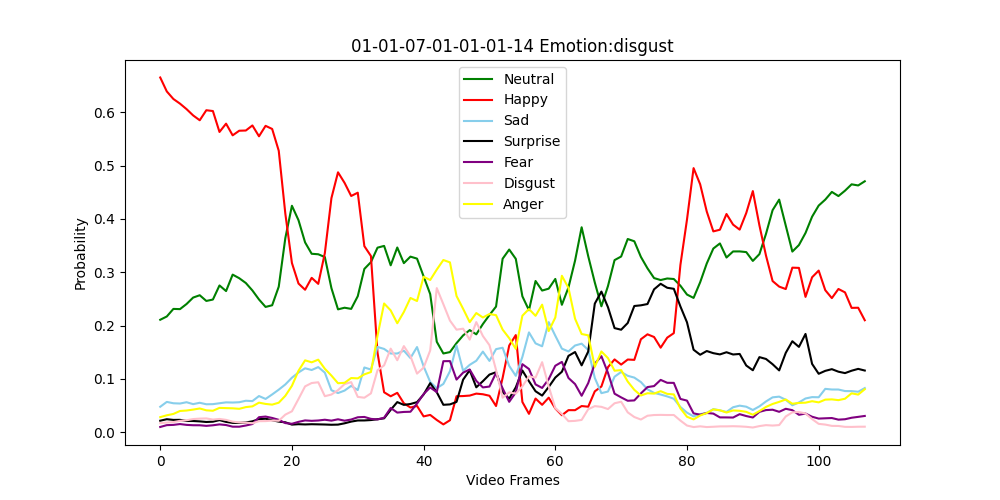 01-01-07-01-01-01-14 Emotion:disgust
Neutral
Happy
Sad
Surprise
Fear
Disgust
Anger
0.6
0.5
0.4
0.3
0.2
0.1
0.0
Probability
0 20 40 60 80 100
Video Frames